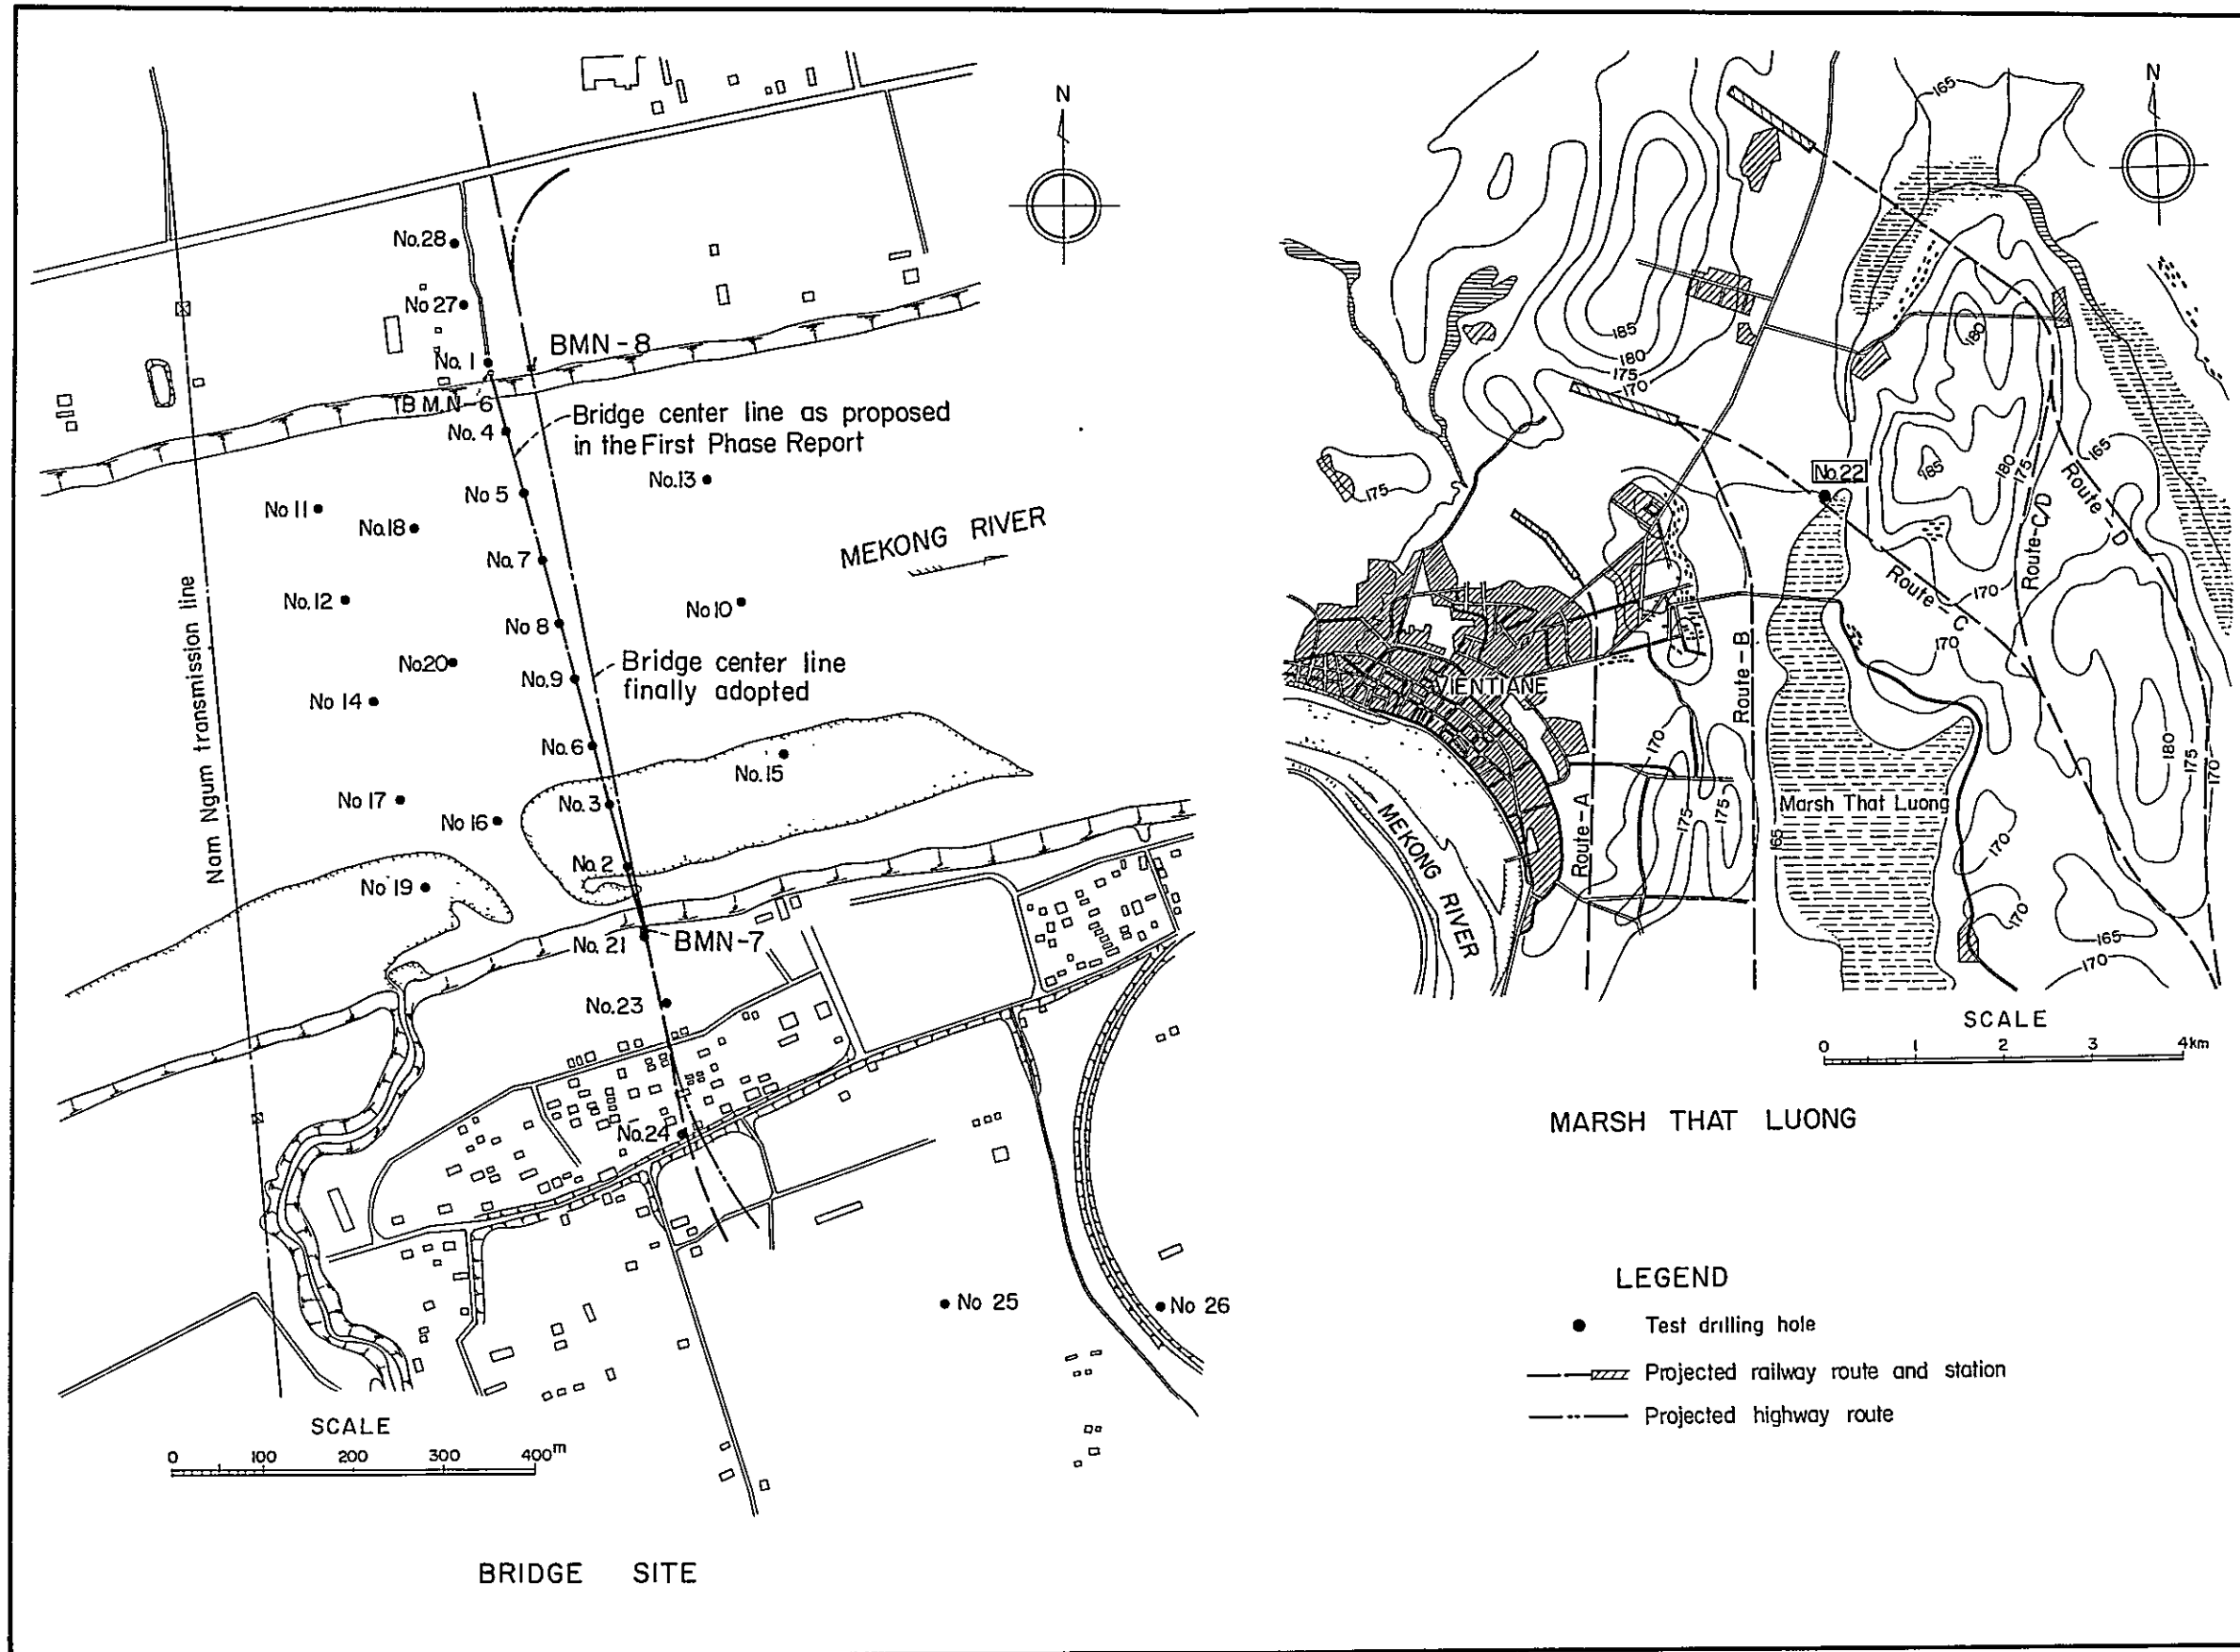 N
No.28
No 27
No. 1
BMN-8
B M.N-6
No. 4
Bridge center line as proposed
in the First Phase Report
No 5
No.13
No 11
No.18
No. 7
MEKONG RIVER
No. 12
No 8
No 10
No.20
No.9
Bridge center line
finally adopted
No 14
Nam Ngum transmission line
No.6
No.15
No 17
No.3
No 16
No.2
No 19
No. 21
BMN-7
No.23
No.24
No 25
No 26
SCALE
0 100 200 300 400m
BRIDGE SITE
N
165
185
180
175
170
180
165
175
No.22
185
180
175
Route-C/D
Route-D
Route-C
170
170
VIENTIANE
Route-B
170
175
175
Route-A
MEKONG RIVER
165
Marsh That Luong
180
175
170
170
170
165
170
SCALE
0 1 2 3 4km
MARSH THAT LUONG
LEGEND
Test drilling hole
Projected railway route and station
Projected highway route